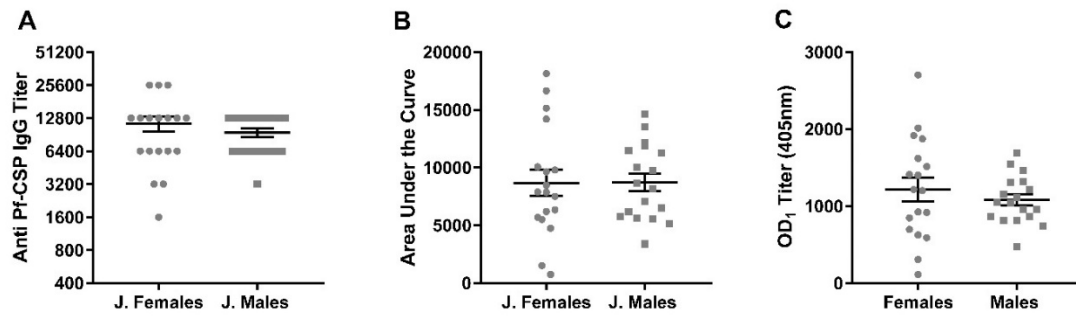 A
Anti Pf-CSP IgG Titer
51200
25600
12800
6400
3200
1600
800
400
J. Females J. Males
B
Area Under the Curve
20000
15000
10000
5000
0
J. Females J. Males
C
OD1 Titer (405nm)
3000
2000
1000
0
Females Males